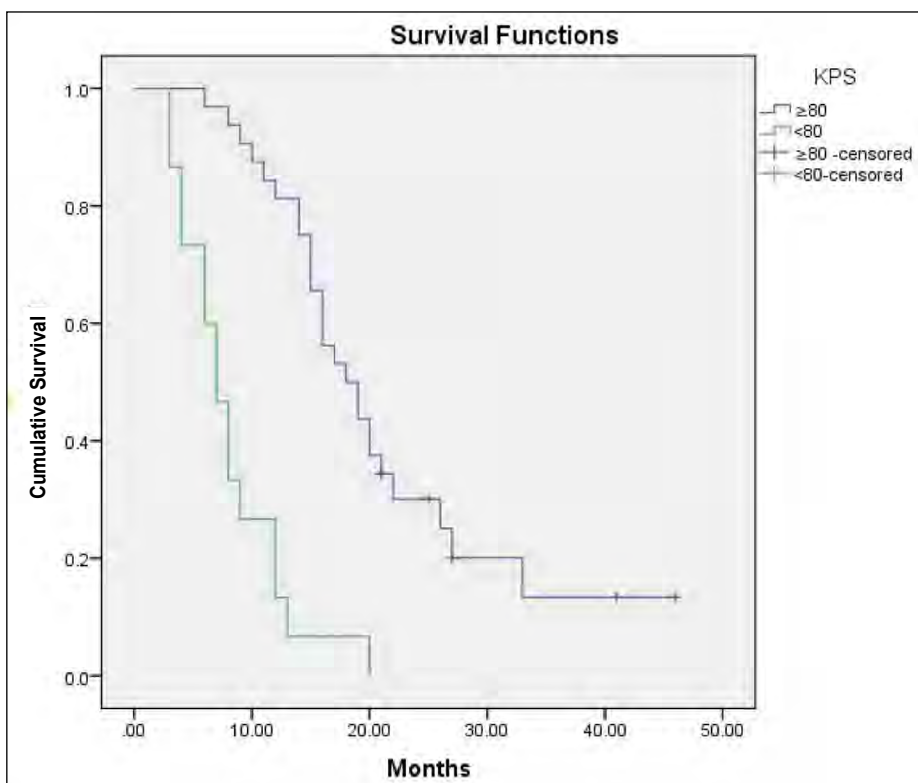 Survival Functions
KPS
≥80
<80
≥80 -censored
<80-censored
1.0
0.8
0.6
0.4
0.2
0.0
Cumulative Survival
.00
10.00
20.00
30.00
40.00
50.00
Months